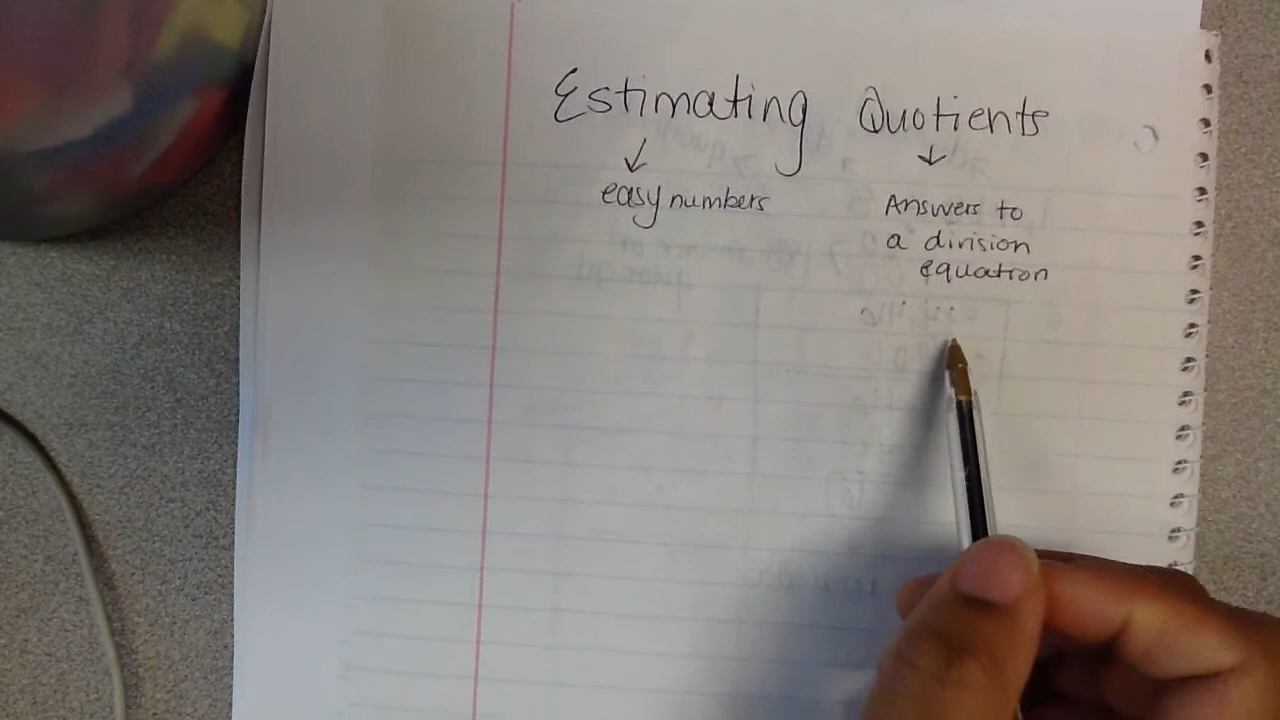 Estimating Quotients
easy numbers
Answers to
a division
equation